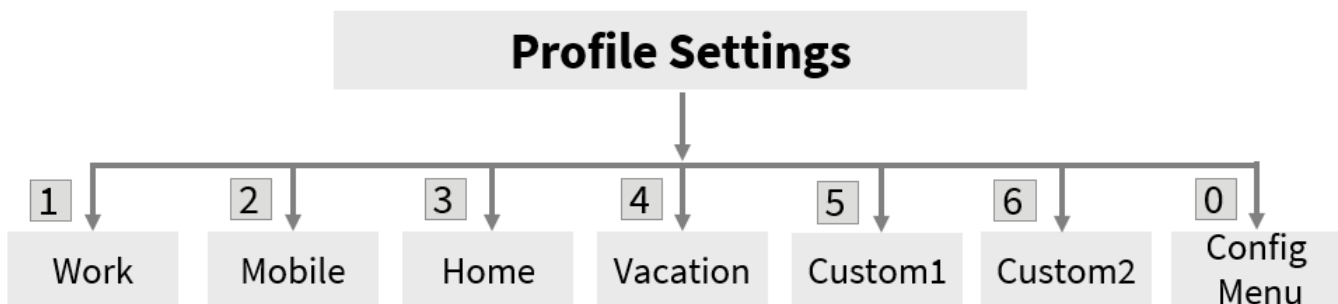 Profile Settings
1
2
3
4
5
6
0
Work
Mobile
Home
Vacation
Custom1
Custom2
Config
Menu